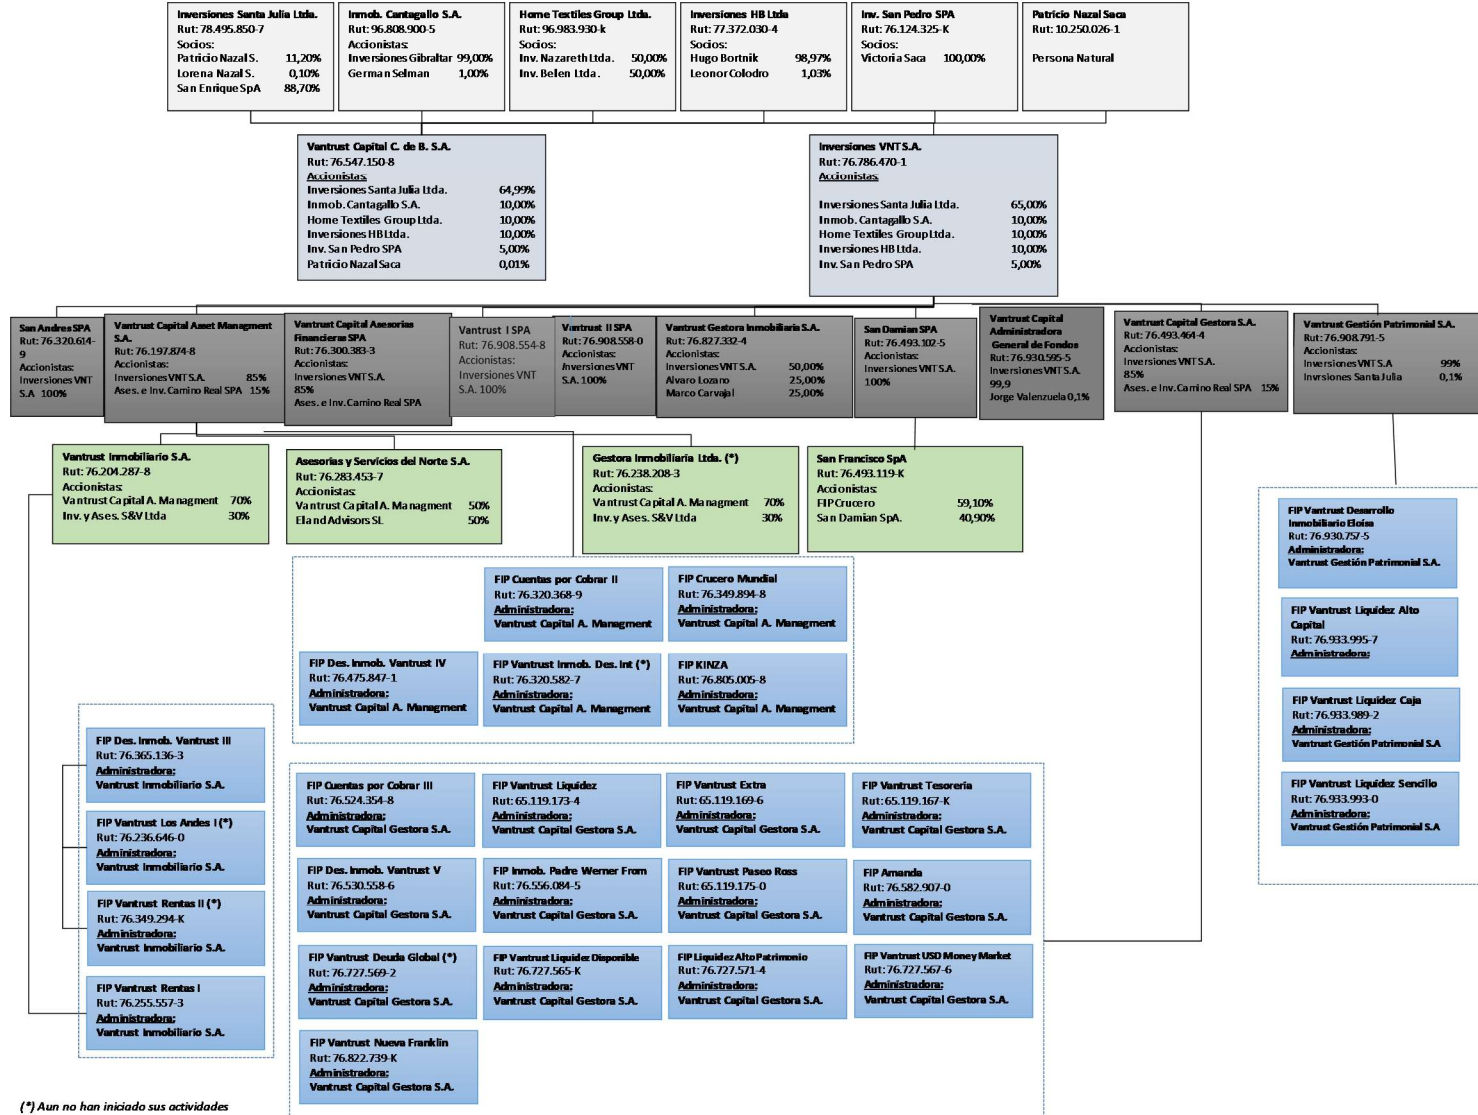 Inversiones Santa Julia Ltda.
Rut: 78.495.850-7
Socios:
Patricio Nazal S. 11,20%
Lorena Nazal S. 0,10%
San Enrique SpA 88,70%
Inmob. Cantagallo S.A.
Rut: 96.808.900-5
Accionistas:
Inversiones Gibraltar 99,00%
German Selman 1,00%
Home Textiles Group Ltda.
Rut: 96.983.930-k
Socios:
Inv. Nazareth Ltda. 50,00%
Inv. Belen Ltda. 50,00%
Inversiones HB Ltda
Rut: 77.372.030-4
Socios:
Hugo Bortnik 98,97%
Leonor Colodro 1,03%
Inv. San Pedro SPA
Rut: 76.124.325-K
Socios:
Victoria Saca 100,00%
Patricio Nazal Saca
Rut: 10.250.026-1
Persona Natural
Vantrust Capital C. de B. S.A.
Rut: 76.547.150-8
Accionistas:
Inversiones Santa Julia Ltda. 64,99%
Inmob. Cantagallo S.A. 10,00%
Home Textiles Group Ltda. 10,00%
Inversiones HB Ltda. 10,00%
Inv. San Pedro SPA 5,00%
Patricio Nazal Saca 0,01%
Inversiones VNT S.A.
Rut: 76.786.470-1
Accionistas:
Inversiones Santa Julia Ltda. 65,00%
Inmob. Cantagallo S.A. 10,00%
Home Textiles Group Ltda. 10,00%
Inversiones HB Ltda. 10,00%
Inv. San Pedro SPA 5,00%
San Andres SPA
Rut: 76.320.614-
9
Accionistas:
Inversiones VNT
S.A 100%
Vantrust Capital Asset Managment
S.A.
Rut: 76.197.874-8
Accionistas:
Inversiones VNT S.A. 85%
Ases. e Inv. Camino Real SPA 15%
Vantrust Capital Asesorias
Financieras SPA
Rut: 76.300.383-3
Accionistas:
Inversiones VNT S.A.
85%
Ases. e Inv. Camino Real SPA
Vantrust I SPA
Rut: 76.908.554-8
Accionistas:
Inversiones VNT
S.A. 100%
Vantrust II SPA
Rut: 76.908.558-0
Accionistas:
Inversiones VNT
S.A. 100%
Vantrust Gestora Inmobiliaria S.A.
Rut: 76.827.332-4
Accionistas:
Inversiones VNT S.A. 50,00%
Alvaro Lozano 25,00%
Marco Carvajal 25,00%
San Damian SPA
Rut: 76.493.102-5
Accionistas:
Inversiones VNT S.A.
100%
Vantrust Capital
Administradora
General de Fondos
Rut: 76.930.595-5
Inversiones VNT S.A.
99,9
Jorge Valenzuela 0,1%
Vantrust Capital Gestora S.A.
Rut: 76.493.464-4
Accionistas:
Inversiones VNT S.A.
85%
Ases. e Inv. Camino Real SPA 15%
Vantrust Gestión Patrimonial S.A.
Rut: 76.908.791-5
Accionistas:
Inversiones VNT S.A 99%
Invrsiones Santa Julia 0,1%
Vantrust Inmobiliario S.A.
Rut: 76.204.287-8
Accionistas:
Vantrust Capital A. Managment 70%
Inv. y Ases. S&V Ltda 30%
Asesorias y Servicios del Norte S.A.
Rut: 76.283.453-7
Accionistas:
Vantrust Capital A. Managment 50%
Eland Advisors SL 50%
Gestora Inmobiliaria Ltda. (*)
Rut: 76.238.208-3
Accionistas:
Vantrust Capital A. Managment 70%
Inv. y Ases. S&V Ltda 30%
San Francisco SpA
Rut: 76.493.119-K
Accionistas:
FIP Crucero 59,10%
San Damian SpA. 40,90%
FIP Cuentas por Cobrar II
Rut: 76.320.368-9
Administradora:
Vantrust Capital A. Managment
FIP Crucero Mundial
Rut: 76.349.894-8
Administradora:
Vantrust Capital A. Managment
FIP Des. Inmob. Vantrust IV
Rut: 76.475.847-1
Administradora:
Vantrust Capital A. Managment
FIP Vantrust Inmob. Des. Int (*)
Rut: 76.320.582-7
Administradora:
Vantrust Capital A. Managment
FIP KINZA
Rut: 76.805.005-8
Administradora:
Vantrust Capital A. Managment
FIP Vantrust Desarrollo
Inmobiliario Eloísa
Rut: 76.930.757-5
Administradora:
Vantrust Gestión Patrimonial S.A.
FIP Vantrust Liquidez Alto
Capital
Rut: 76.933.995-7
Administradora:
FIP Vantrust Liquidez Caja
Rut: 76.933.989-2
Administradora:
Vantrust Gestión Patrimonial S.A
FIP Vantrust Liquidez Sencillo
Rut: 76.933.993-0
Administradora:
Vantrust Gestión Patrimonial S.A
FIP Des. Inmob. Vantrust III
Rut: 76.365.136-3
Administradora:
Vantrust Inmobiliario S.A.
FIP Vantrust Los Andes I (*)
Rut: 76.236.646-0
Administradora:
Vantrust Inmobiliario S.A.
FIP Vantrust Rentas II (*)
Rut: 76.349.294-K
Administradora:
Vantrust Inmobiliario S.A.
FIP Vantrust Rentas I
Rut: 76.255.557-3
Administradora:
Vantrust Inmobiliario S.A.
FIP Cuentas por Cobrar III
Rut: 76.524.354-8
Administradora:
Vantrust Capital Gestora S.A.
FIP Vantrust Liquidez
Rut: 65.119.173-4
Administradora:
Vantrust Capital Gestora S.A.
FIP Vantrust Extra
Rut: 65.119.169-6
Administradora:
Vantrust Capital Gestora S.A.
FIP Vantrust Tesorería
Rut: 65.119.167-K
Administradora:
Vantrust Capital Gestora S.A.
FIP Des. Inmob. Vantrust V
Rut: 76.530.558-6
Administradora:
Vantrust Capital Gestora S.A.
FIP Inmob. Padre Werner From
Rut: 76.556.084-5
Administradora:
Vantrust Capital Gestora S.A.
FIP Vantrust Paseo Ross
Rut: 65.119.175-0
Administradora:
Vantrust Capital Gestora S.A.
FIP Amanda
Rut: 76.582.907-0
Administradora:
Vantrust Capital Gestora S.A.
FIP Vantrust Deuda Global (*)
Rut: 76.727.569-2
Administradora:
Vantrust Capital Gestora S.A.
FIP Vantrust Liquidez Disponible
Rut: 76.727.565-K
Administradora:
Vantrust Capital Gestora S.A.
FIP Liquidez Alto Patrimonio
Rut: 76.727.571-4
Administradora:
Vantrust Capital Gestora S.A.
FIP Vantrust USD Money Market
Rut: 76.727.567-6
Administradora:
Vantrust Capital Gestora S.A.
FIP Vantrust Nueva Franklin
Rut: 76.822.739-K
Administradora:
Vantrust Capital Gestora S.A.
(*) Aun no han iniciado sus actividades